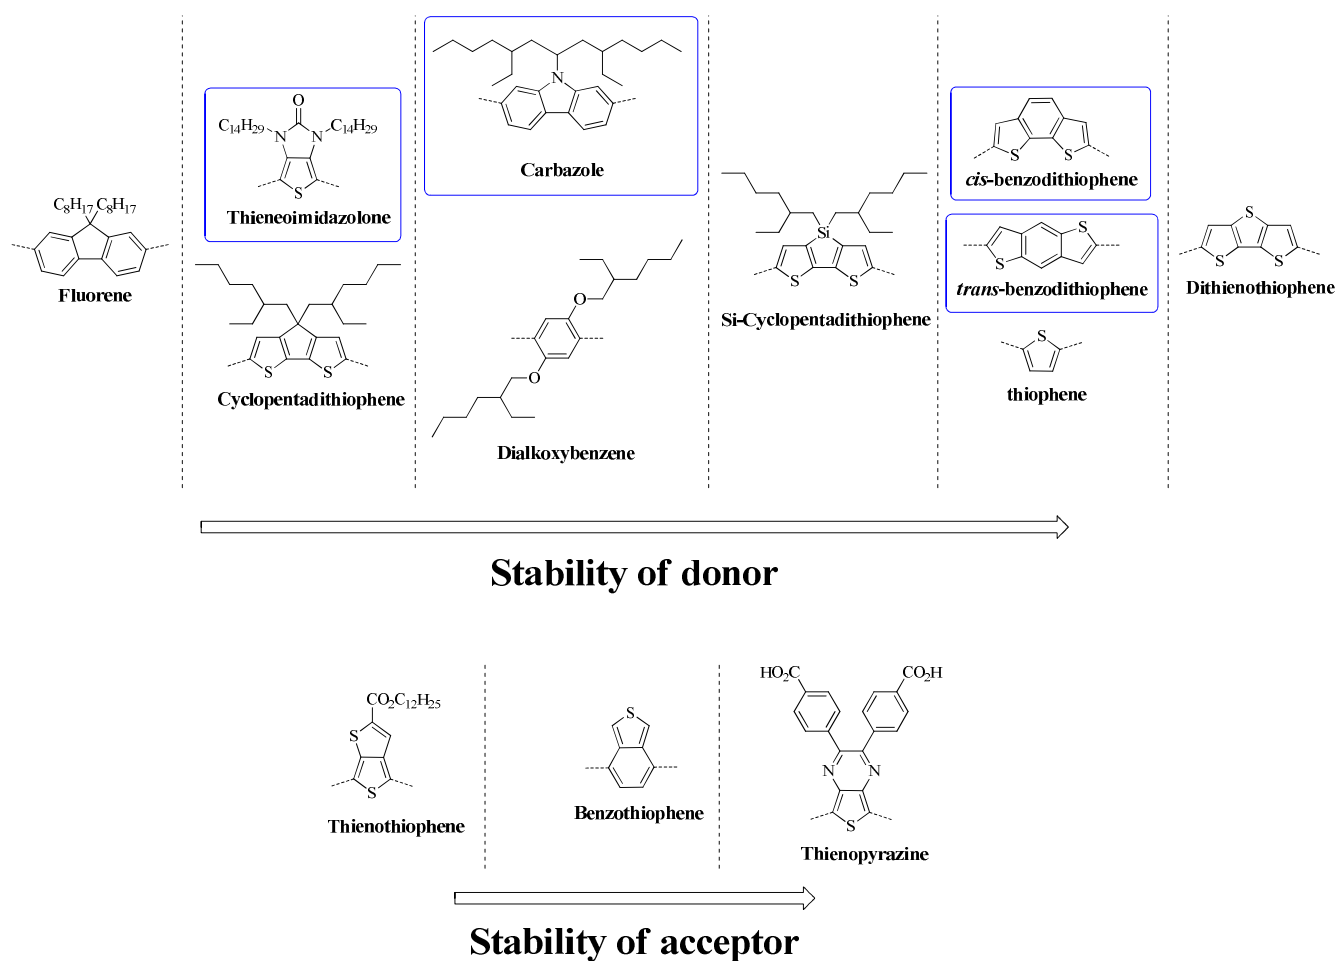 C8H17 C8H17
Fluorene
O
C14H29 N N C14H29
S
Thieneoimidazolone
S S
Cyclopentadithiophene
N
Carbazole
O
O
Dialkoxybenzene
Si
S S
Si-Cyclopentadithiophene
S S
cis-benzodithiophene
S
S
trans-benzodithiophene
S
thiophene
S
S S
Dithienothiophene
Stability of donor
CO2C12H25
S
S
Thienothiophene
S
Benzothiophene
HO2C CO2H
N N
S
Thienopyrazine
Stability of acceptor